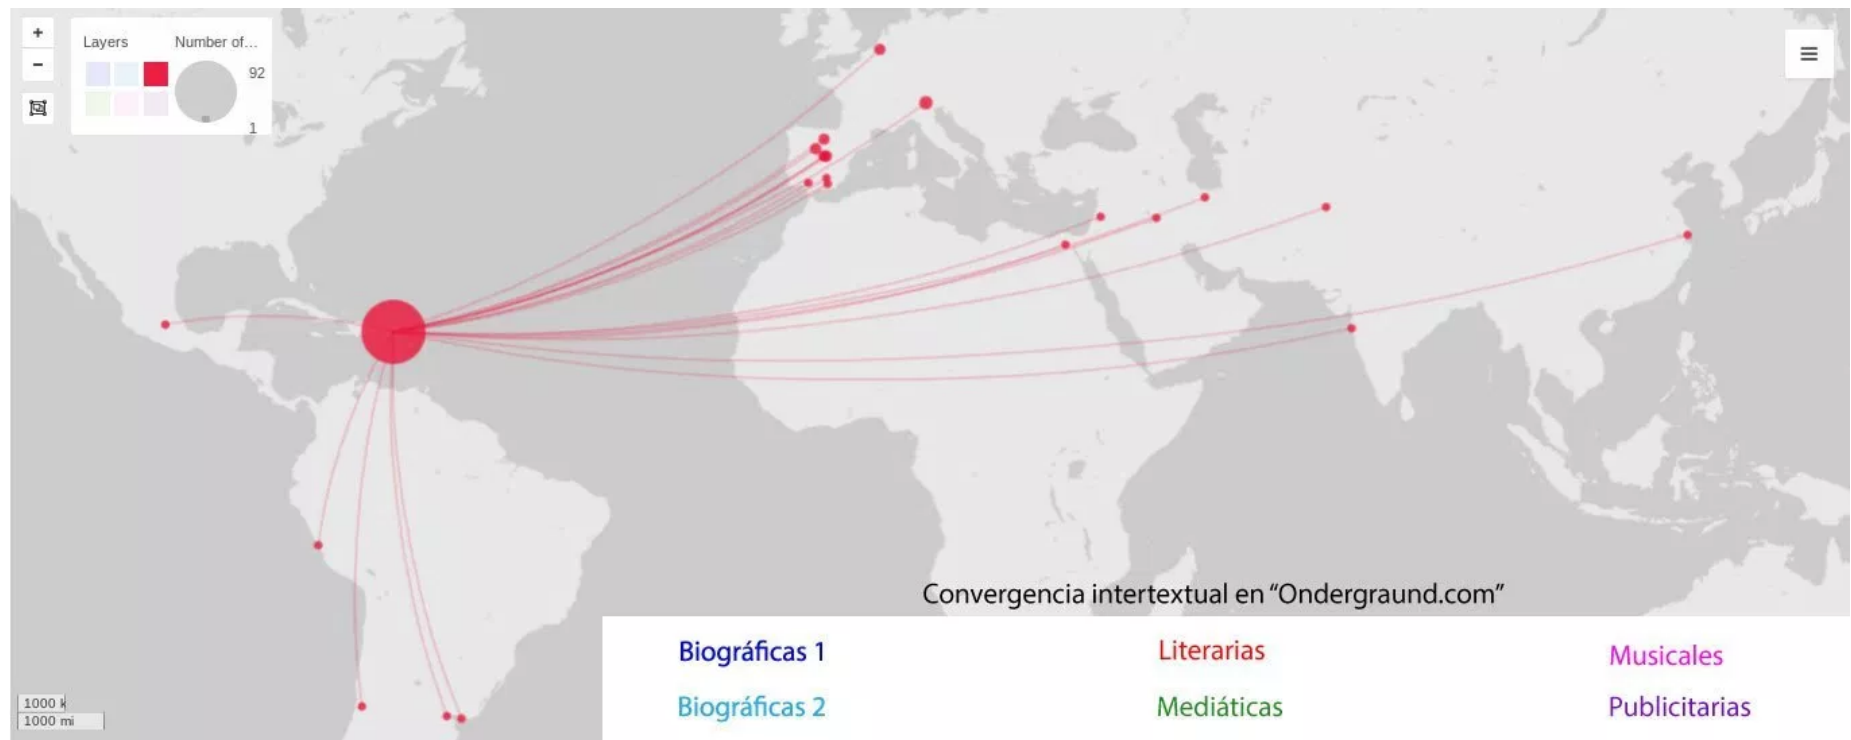 +
−
Layers
Number of...
92
1
1000 k
1000 mi
Convergencia intertextual en “Ondergraund.com”
Biográficas 1
Literarias
Musicales
Biográficas 2
Mediáticas
Publicitarias